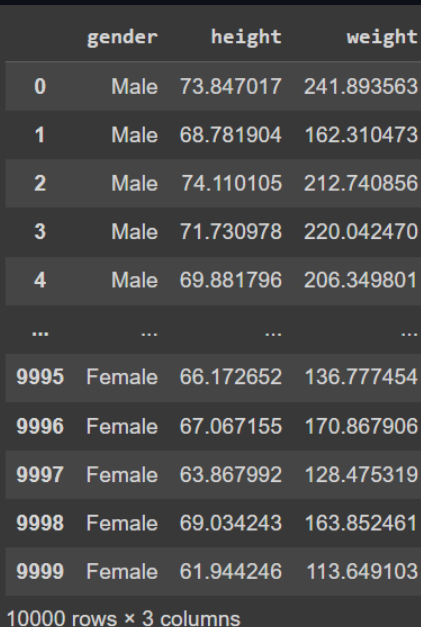 gender height weight
0 Male 73.847017 241.893563
1 Male 68.781904 162.310473
2 Male 74.110105 212.740856
3 Male 71.730978 220.042470
4 Male 69.881796 206.349801
... ... ... ...
9995 Female 66.172652 136.777454
9996 Female 67.067155 170.867906
9997 Female 63.867992 128.475319
9998 Female 69.034243 163.852461
9999 Female 61.944246 113.649103
10000 rows × 3 columns